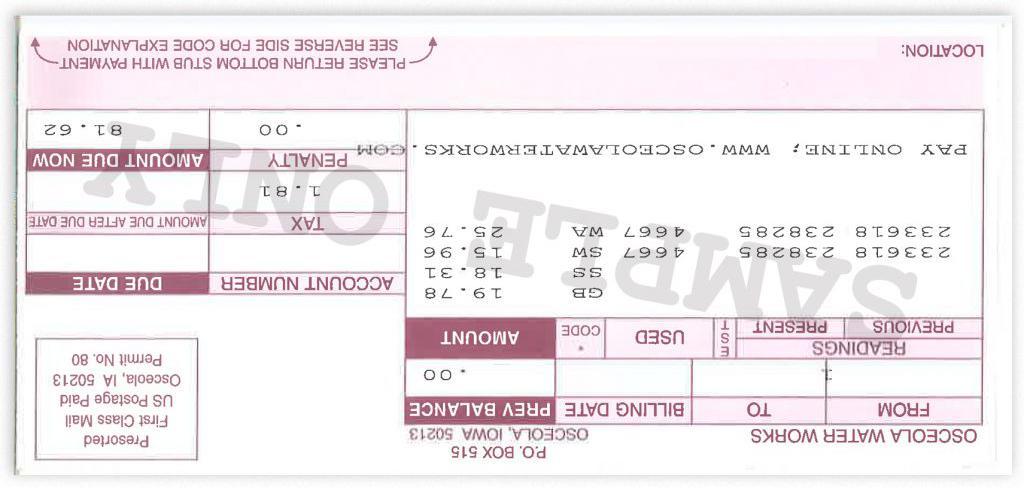 P.O. BOX 515
OSCEOLA WATER WORKS OSCEOLA, IOWA 50213
FROM TO BILLING DATE PREV BALANCE
1 .00
READINGS
PREVIOUS PRESENT EST USED * CODE AMOUNT
GB 19.78
SS 18.31
233618 238285 4667 SW 15.96
233618 238285 4667 WA 25.76
PAY ONLINE; WWW.OSCEOLAWATERWORKS.COM
LOCATION:
Presorted
First Class Mail
US Postage Paid
Osceola, IA 50213
Permit No. 80
ACCOUNT NUMBER DUE DATE
TAX AMOUNT DUE AFTER DUE DATE
1.81
PENALTY AMOUNT DUE NOW
.00 81.62
PLEASE RETURN BOTTOM STUB WITH PAYMENT
SEE REVERSE SIDE FOR CODE EXPLANATION
SAMPLE ONLY